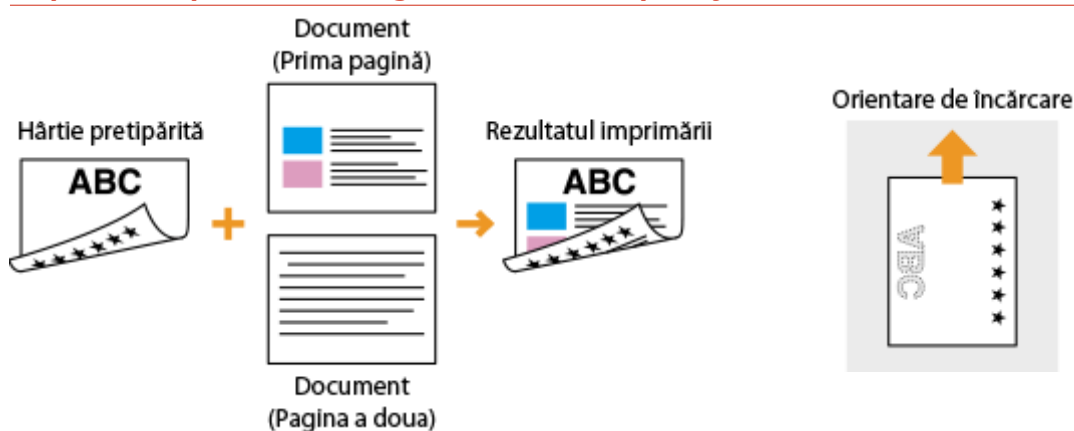 Document
(Prima pagină)
Hârtie pretipărită
ABC
Rezultatul imprimării
ABC
Orientare de încărcare
ABC
Document
(Pagina a doua)